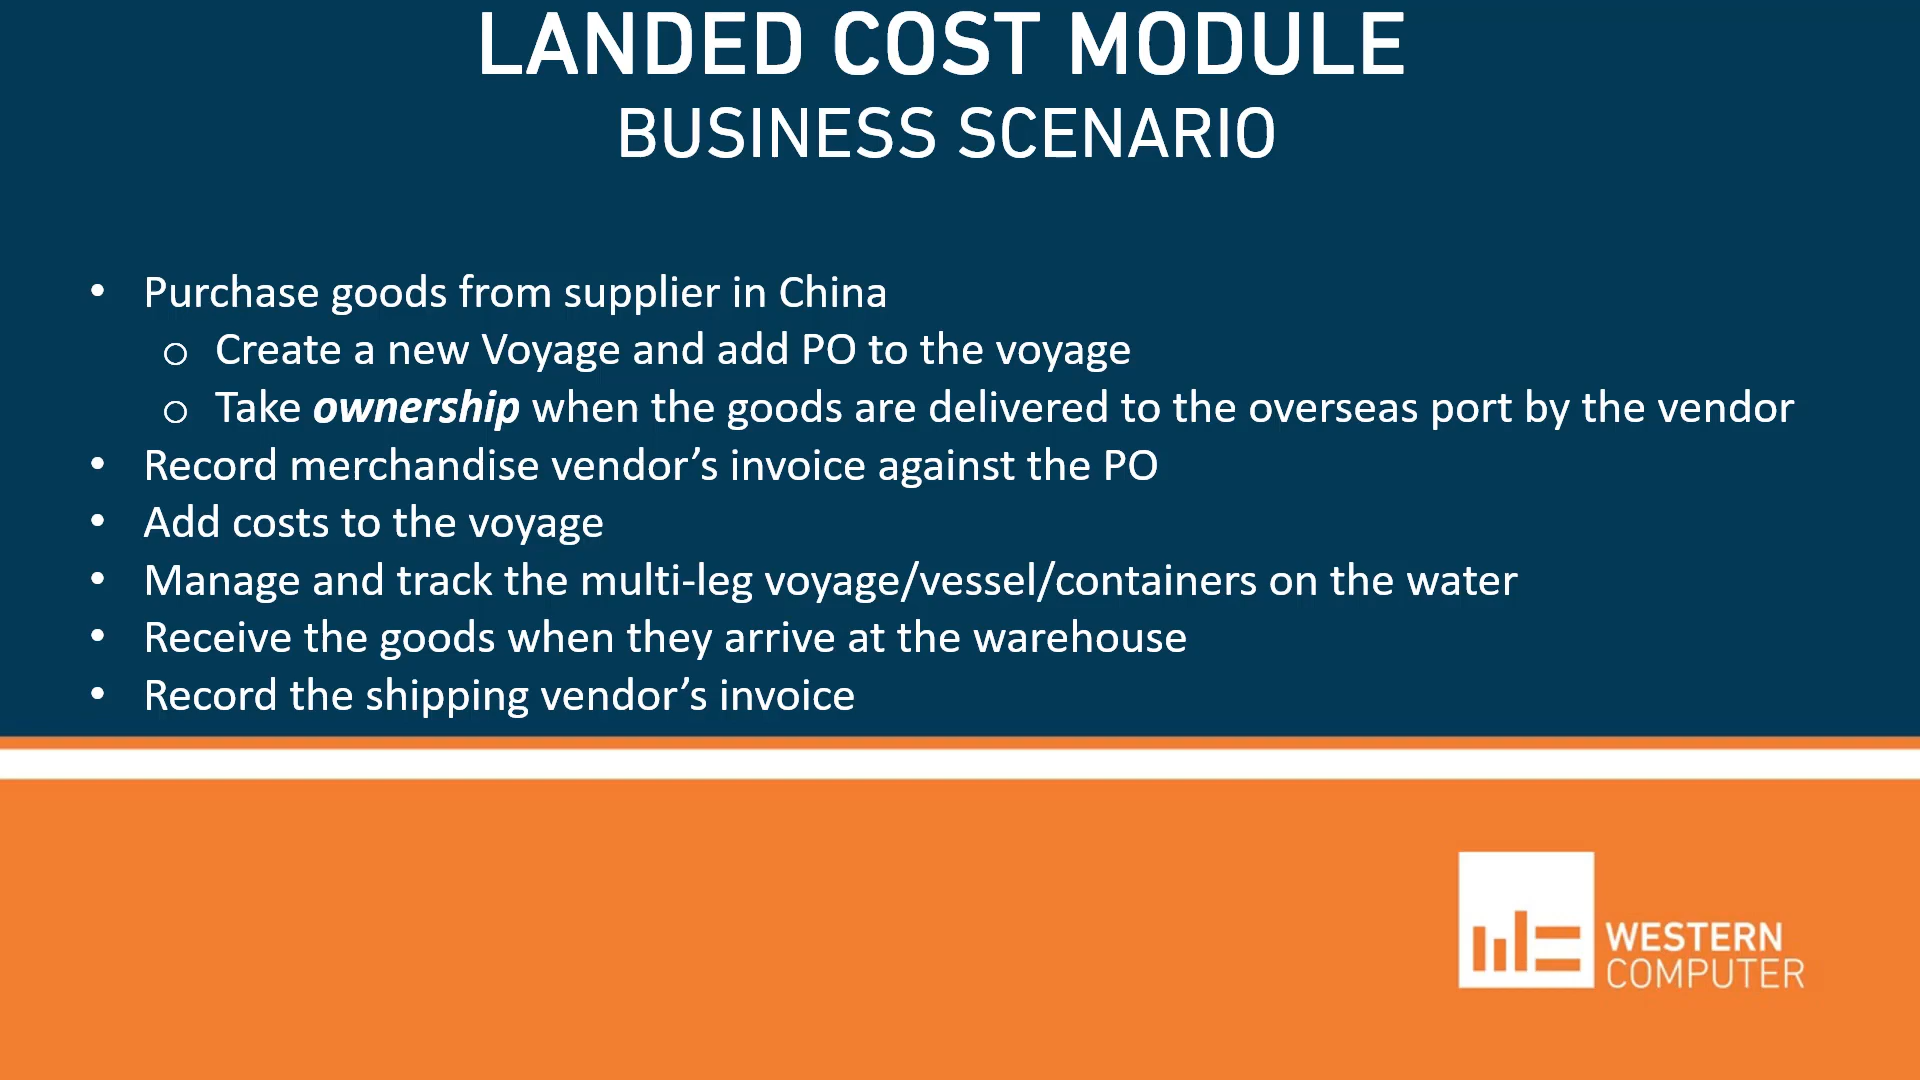 LANDED COST MODULE
BUSINESS SCENARIO
• Purchase goods from supplier in China
o Create a new Voyage and add PO to the voyage
o Take ownership when the goods are delivered to the overseas port by the vendor
• Record merchandise vendor’s invoice against the PO
• Add costs to the voyage
• Manage and track the multi-leg voyage/vessel/containers on the water
• Receive the goods when they arrive at the warehouse
• Record the shipping vendor’s invoice
WESTERN
COMPUTER